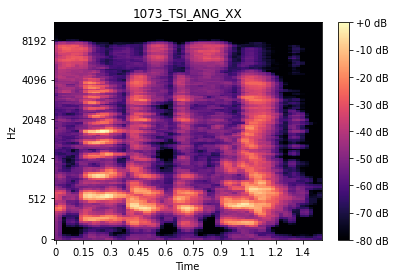 1073_TSI_ANG_XX
8192
4096
2048
1024
512
0
Hz
0 0.15 0.3 0.45 0.6 0.75 0.9 1.1 1.2 1.4
Time
+0 dB
-10 dB
-20 dB
-30 dB
-40 dB
-50 dB
-60 dB
-70 dB
-80 dB